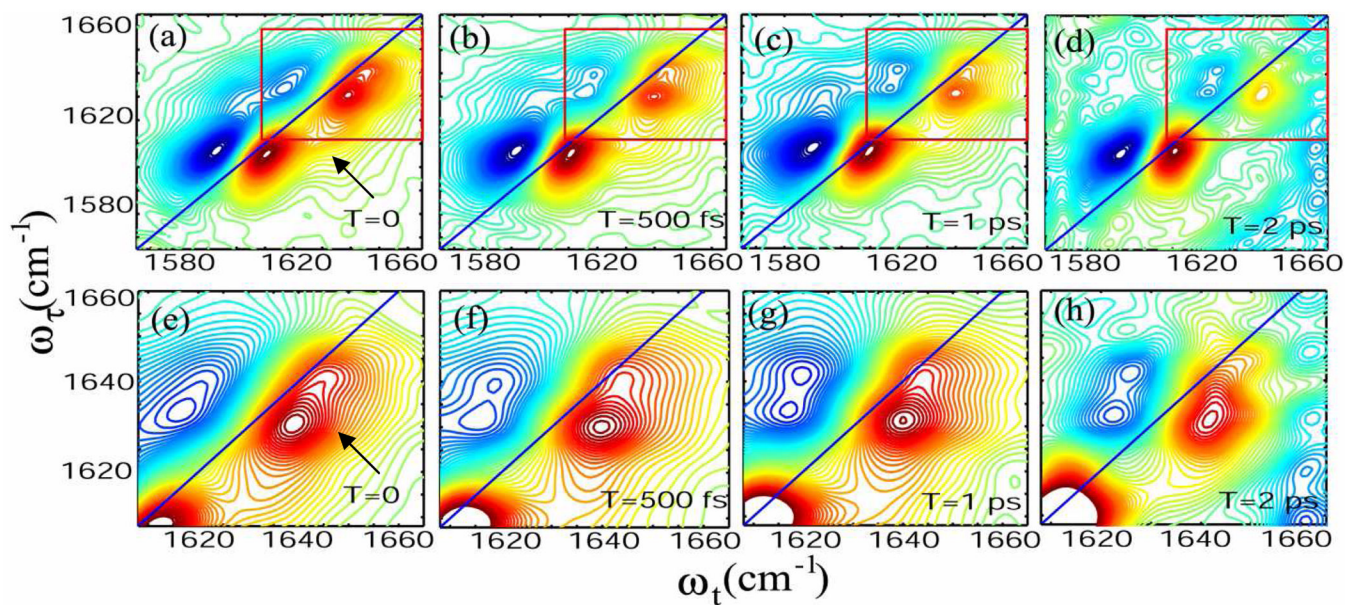 1660
1620
1580
(a)
T=0
(b)
T=500 fs
(c)
T=1 ps
(d)
T=2 ps
1580 1620 1660
1580 1620 1660
1580 1620 1660
1580 1620 1660
ωτ(cm⁻¹)
1660
1640
1620
(e)
T=0
(f)
T=500 fs
(g)
T=1 ps
(h)
T=2 ps
1620 1640 1660
1620 1640 1660
1620 1640 1660
1620 1640 1660
ωt(cm⁻¹)